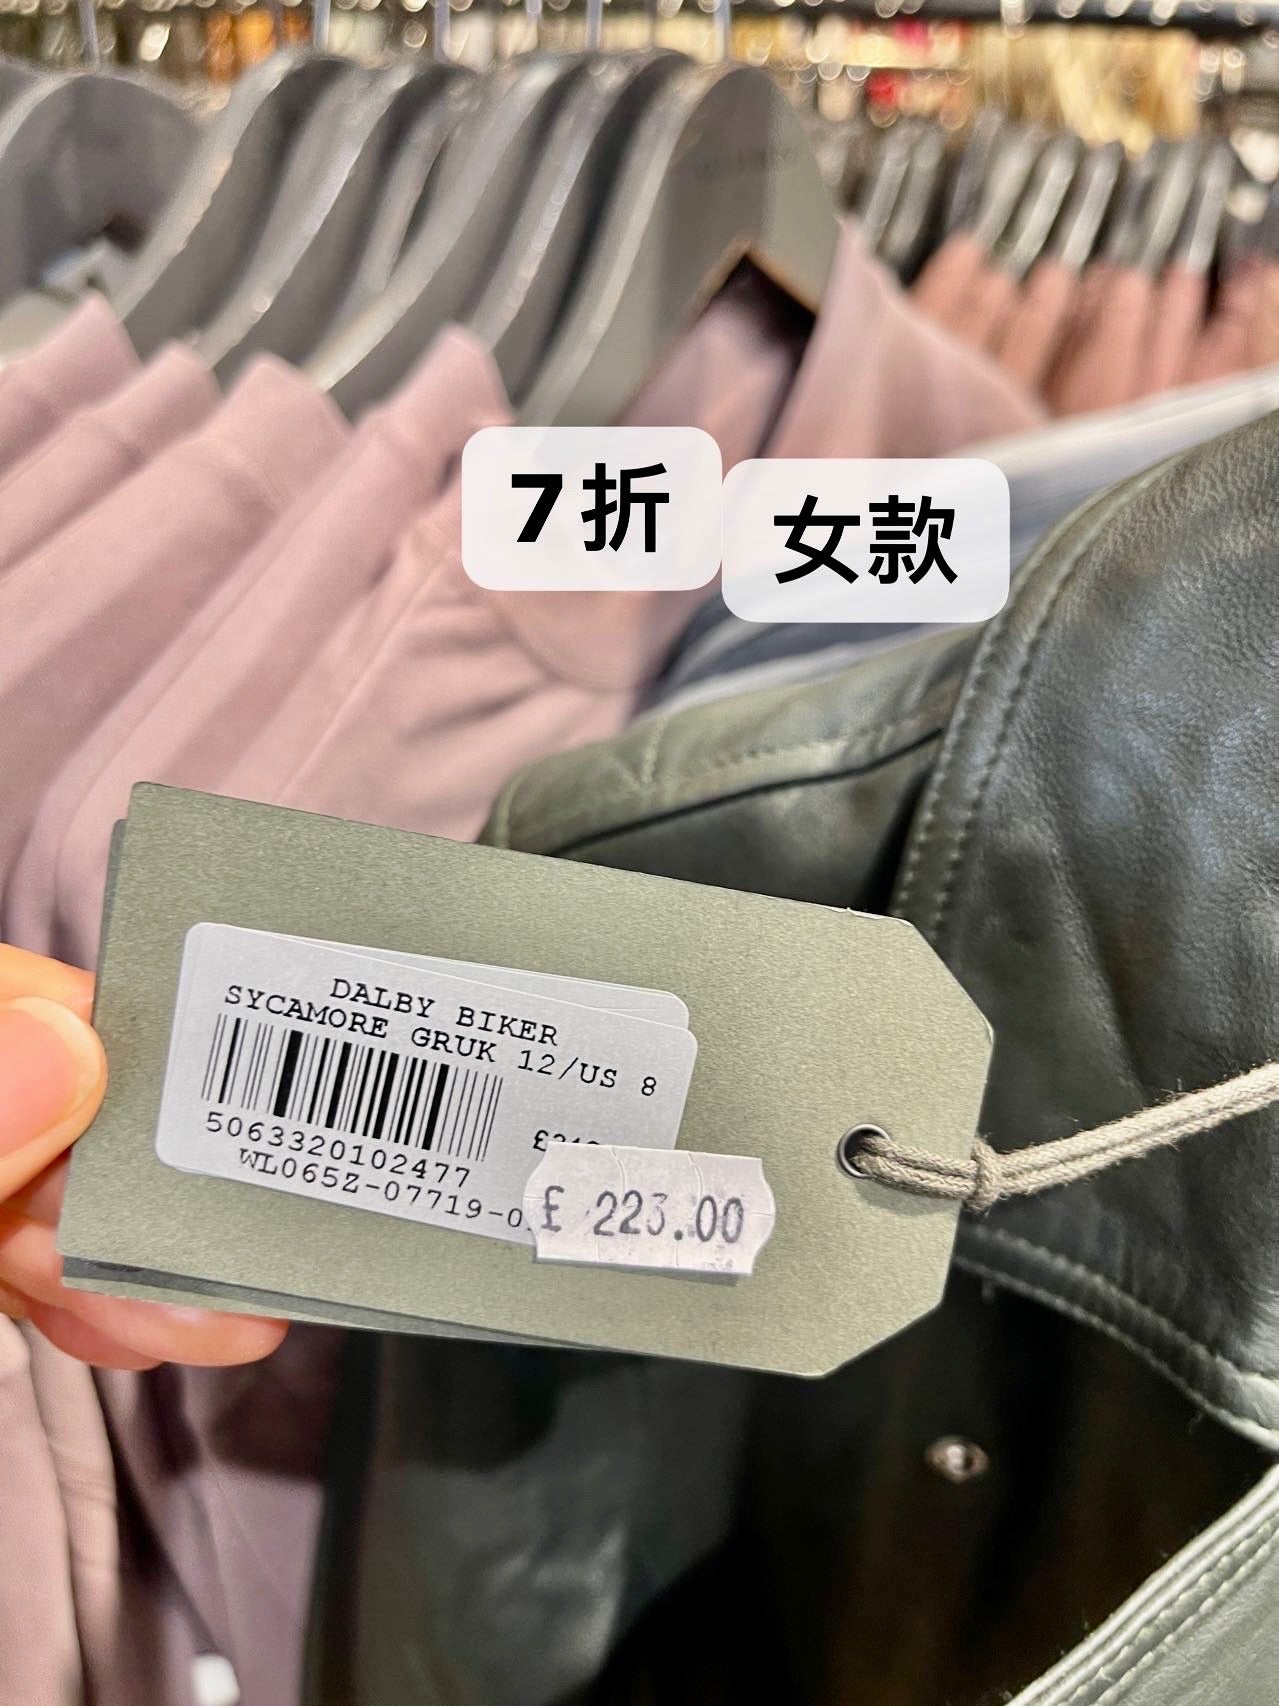 7折
女款
DALBY BIKER
SYCAMORE GRUK 12/US 8
5063320102477
WL065Z-07719-0
£ 223.00